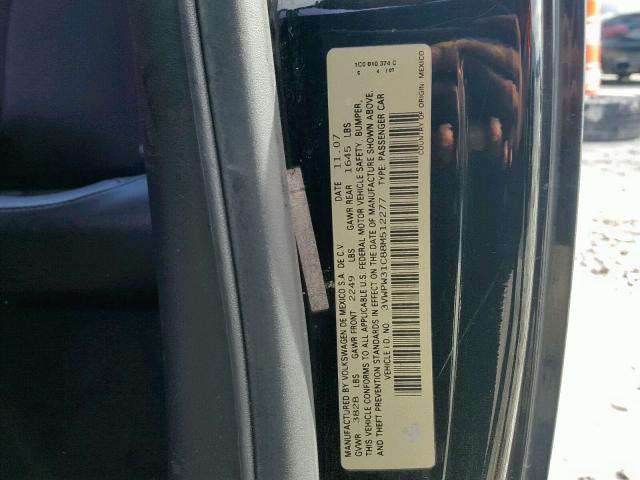 1C0 010 374 C
C 4 /07
MANUFACTURED BY VOLKSWAGEN DE MEXICO S.A. DE C.V. DATE 11.07
GVWR 3828 LBS GAWR FRONT 2249 LBS GAWR REAR 1645 LBS
THIS VEHICLE CONFORMS TO ALL APPLICABLE U.S. FEDERAL MOTOR VEHICLE SAFETY, BUMPER,
AND THEFT PREVENTION STANDARDS IN EFFECT ON THE DATE OF MANUFACTURE SHOWN ABOVE.
VEHICLE I.D. NO. 3VWPW31C88M512277 TYPE: PASSENGER CAR
COUNTRY OF ORIGIN: MEXICO